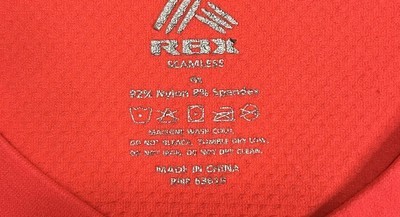 RBX
SEAMLESS
92% Nylon 8% Spandex
MACHINE WASH COLD.
DO NOT BLEACH. TUMBLE DRY LOW.
DO NOT IRON. DO NOT DRY CLEAN.
MADE IN CHINA